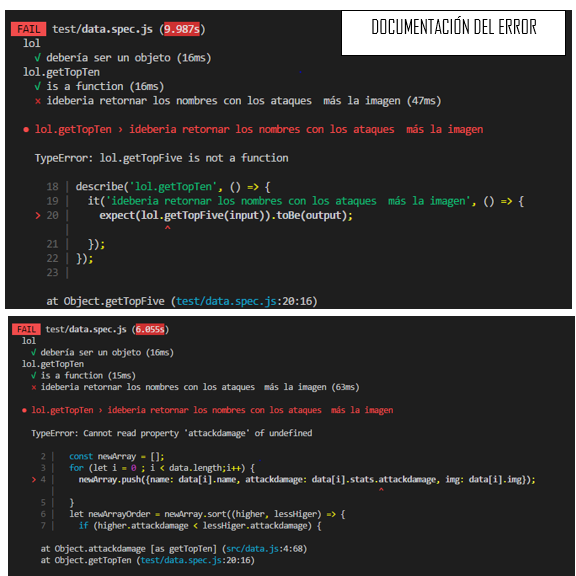 DOCUMENTACIÓN DEL ERROR
FAIL test/data.spec.js (9.987s)
lol
√ debería ser un objeto (16ms)
lol.getTopTen
√ is a function (16ms)
× ideberia retornar los nombres con los ataques  más la imagen (47ms)
● lol.getTopTen › ideberia retornar los nombres con los ataques  más la imagen
TypeError: lol.getTopFive is not a function
18 | describe('lol.getTopTen', () => {
19 |   it('ideberia retornar los nombres con los ataques  más la imagen', () => {
> 20 |     expect(lol.getTopFive(input)).toBe(output);
|                ^
21 |   });
22 | });
23 |
at Object.getTopFive (test/data.spec.js:20:16)
FAIL test/data.spec.js (6.055s)
lol
√ debería ser un objeto (16ms)
lol.getTopTen
√ is a function (15ms)
× ideberia retornar los nombres con los ataques  más la imagen (63ms)
● lol.getTopTen › ideberia retornar los nombres con los ataques  más la imagen
TypeError: Cannot read property 'attackdamage' of undefined
2 |   const newArray = [];
3 |   for (let i = 0 ; i < data.length;i++) {
> 4 |     newArray.push({name: data[i].name, attackdamage: data[i].stats.attackdamage, img: data[i].img});
|                                                                    ^
5 |   }
6 |   let newArrayOrder = newArray.sort((higher, lessHiger) => {
7 |     if (higher.attackdamage < lessHiger.attackdamage) {
at Object.attackdamage [as getTopTen] (src/data.js:4:68)
at Object.getTopTen (test/data.spec.js:20:16)